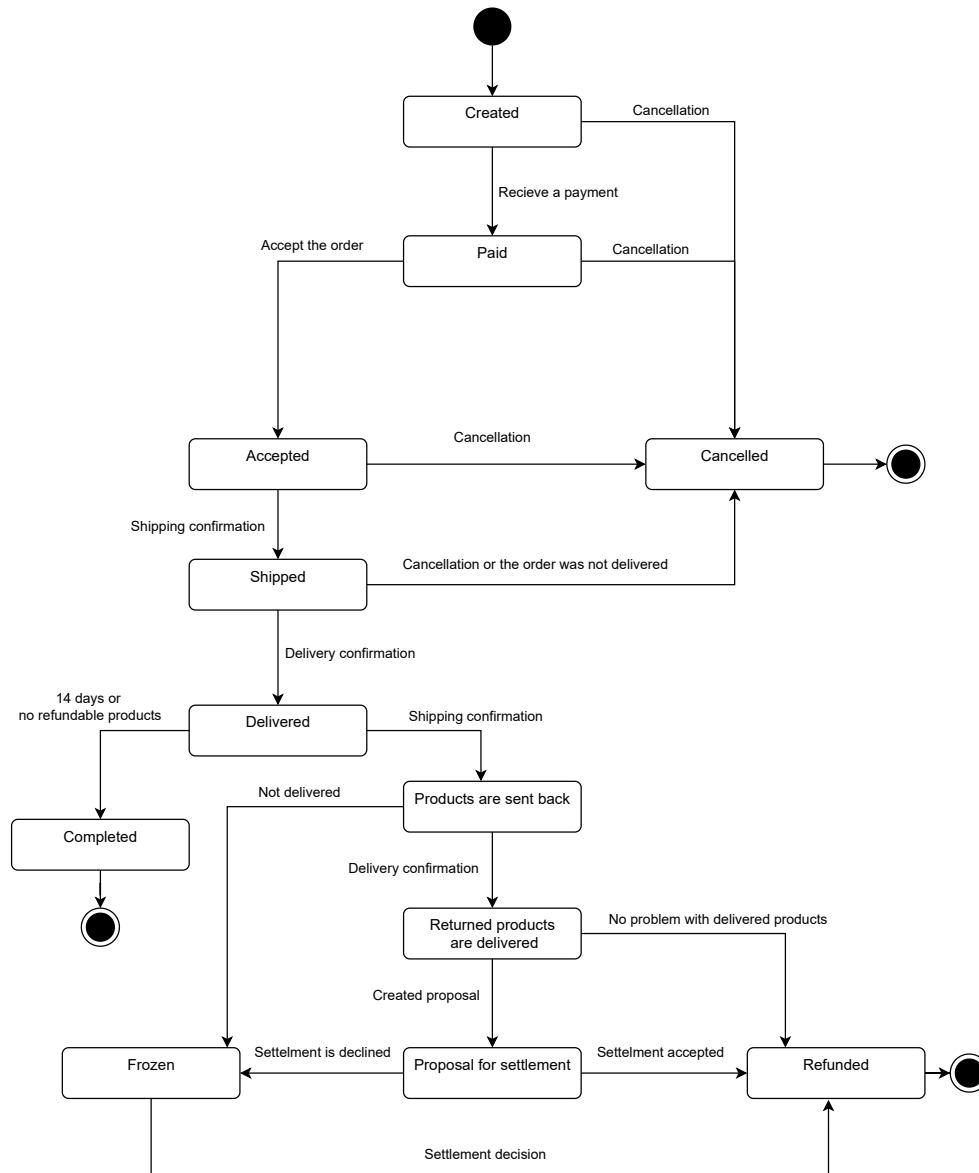 Created
Cancellation
Recieve a payment
Accept the order
Paid
Cancellation
Accepted
Cancellation
Cancelled
Shipping confirmation
Shipped
Cancellation or the order was not delivered
Delivery confirmation
14 days or
no refundable products
Delivered
Shipping confirmation
Not delivered
Products are sent back
Completed
Delivery confirmation
Returned products
are delivered
No problem with delivered products
Created proposal
Frozen
Settelment is declined
Proposal for settlement
Settelment accepted
Refunded
Settlement decision